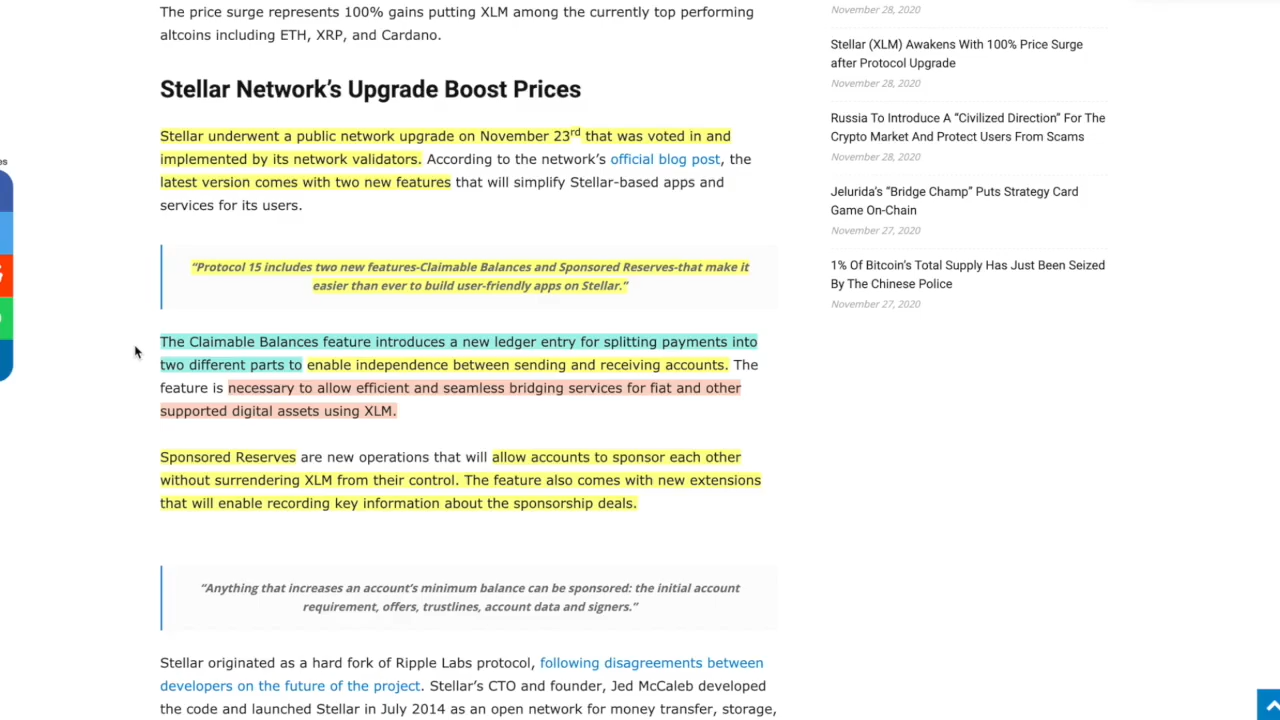 The price surge represents 100% gains putting XLM among the currently top performing
altcoins including ETH, XRP, and Cardano.
Stellar Network’s Upgrade Boost Prices
Stellar underwent a public network upgrade on November 23rd that was voted in and
implemented by its network validators. According to the network’s official blog post, the
latest version comes with two new features that will simplify Stellar-based apps and
services for its users.
“Protocol 15 includes two new features-Claimable Balances and Sponsored Reserves-that make it
easier than ever to build user-friendly apps on Stellar.”
The Claimable Balances feature introduces a new ledger entry for splitting payments into
two different parts to enable independence between sending and receiving accounts. The
feature is necessary to allow efficient and seamless bridging services for fiat and other
supported digital assets using XLM.
Sponsored Reserves are new operations that will allow accounts to sponsor each other
without surrendering XLM from their control. The feature also comes with new extensions
that will enable recording key information about the sponsorship deals.
“Anything that increases an account’s minimum balance can be sponsored: the initial account
requirement, offers, trustlines, account data and signers.”
Stellar originated as a hard fork of Ripple Labs protocol, following disagreements between
developers on the future of the project. Stellar’s CTO and founder, Jed McCaleb developed
the code and launched Stellar in July 2014 as an open network for money transfer, storage,
November 28, 2020
Stellar (XLM) Awakens With 100% Price Surge
after Protocol Upgrade
November 28, 2020
Russia To Introduce A “Civilized Direction” For The
Crypto Market And Protect Users From Scams
November 28, 2020
Jelurida’s “Bridge Champ” Puts Strategy Card
Game On-Chain
November 27, 2020
1% Of Bitcoin’s Total Supply Has Just Been Seized
By The Chinese Police
November 27, 2020